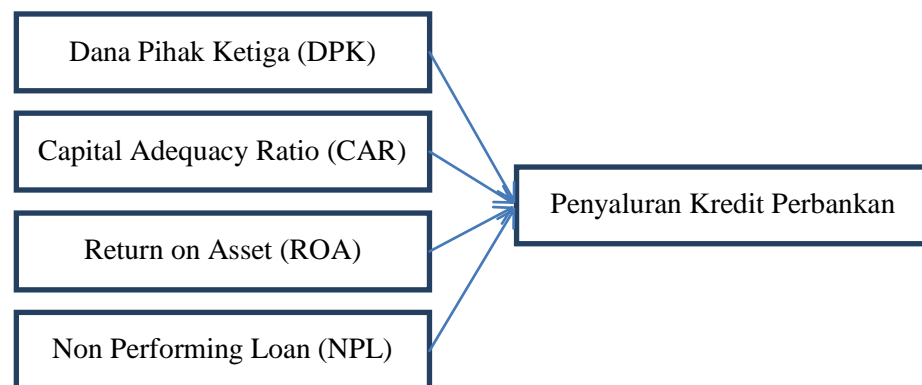 Dana Pihak Ketiga (DPK)
Capital Adequacy Ratio (CAR)
Return on Asset (ROA)
Non Performing Loan (NPL)
Penyaluran Kredit Perbankan